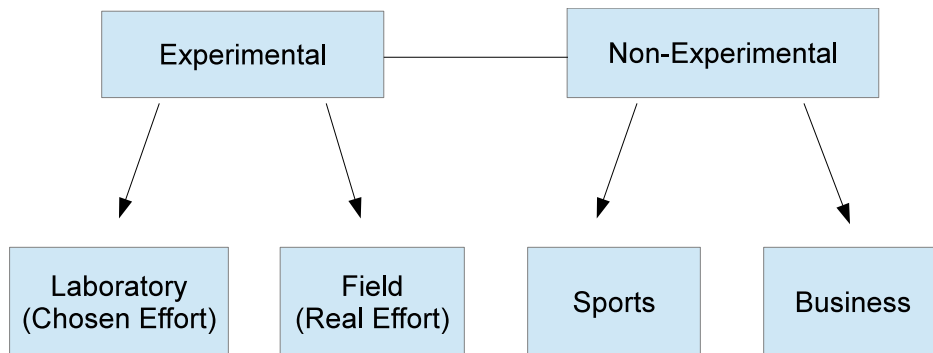 Experimental
Non-Experimental
Laboratory
(Chosen Effort)
Field
(Real Effort)
Sports
Business